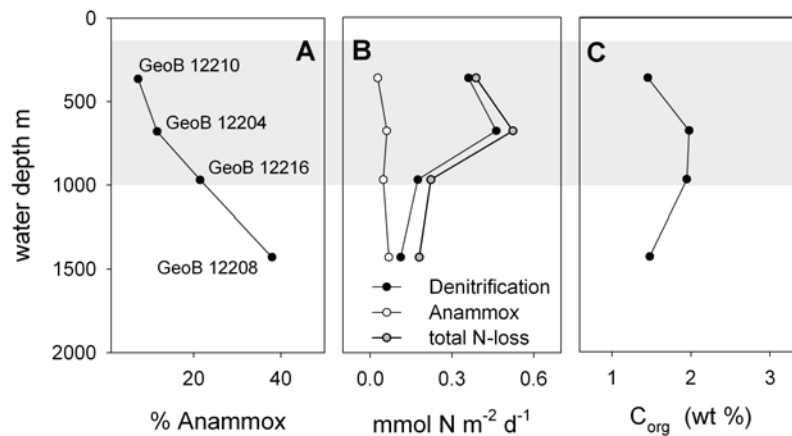 0
500
1000
1500
2000
water depth m
A
GeoB 12210
GeoB 12204
GeoB 12216
GeoB 12208
20
40
% Anammox
B
Denitrification
Anammox
total N-loss
0.0
0.3
0.6
mmol N m⁻² d⁻¹
C
1
2
3
C_org (wt %)